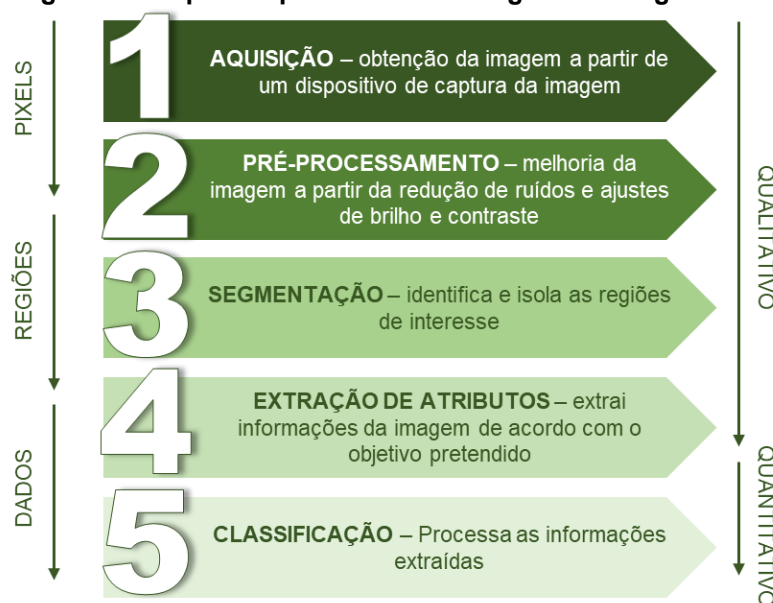 1
AQUISIÇÃO – obtenção da imagem a partir de
um dispositivo de captura da imagem
2
PRÉ-PROCESSAMENTO – melhoria da
imagem a partir da redução de ruídos e ajustes
de brilho e contraste
3
SEGMENTAÇÃO – identifica e isola as regiões
de interesse
4
EXTRAÇÃO DE ATRIBUTOS – extrai
informações da imagem de acordo com o
objetivo pretendido
5
CLASSIFICAÇÃO – Processa as informações
extraídas
PIXELS
REGIÕES
DADOS
QUALITATIVO
QUANTITATIVO